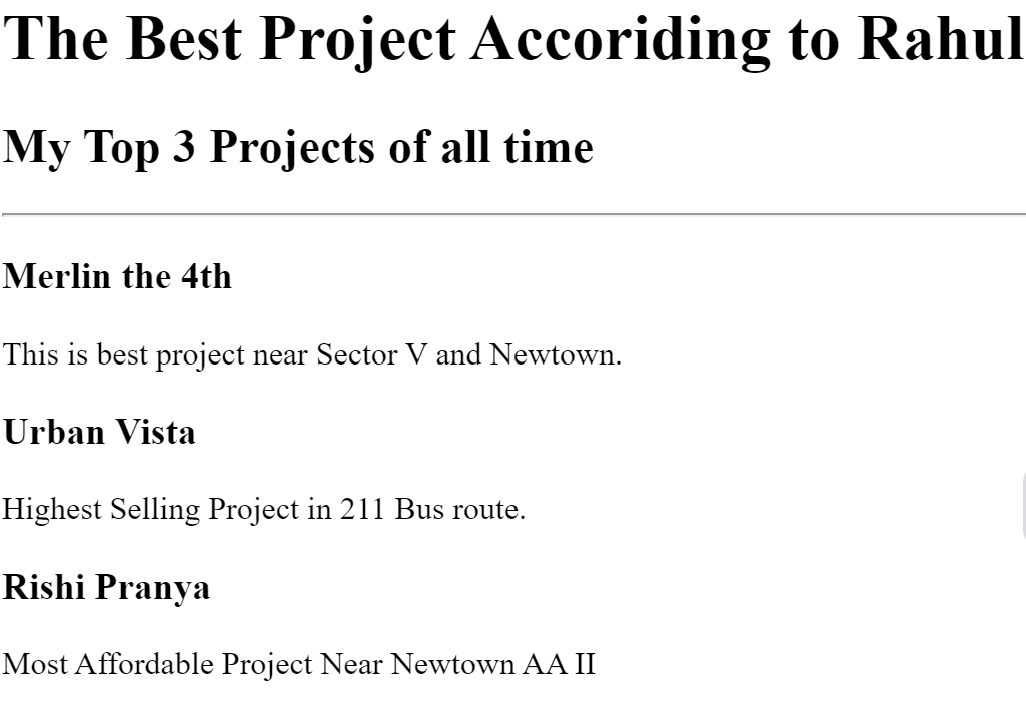 The Best Project Accoriding to Rahul
My Top 3 Projects of all time
Merlin the 4th
This is best project near Sector V and Newtown.
Urban Vista
Highest Selling Project in 211 Bus route.
Rishi Pranya
Most Affordable Project Near Newtown AA II